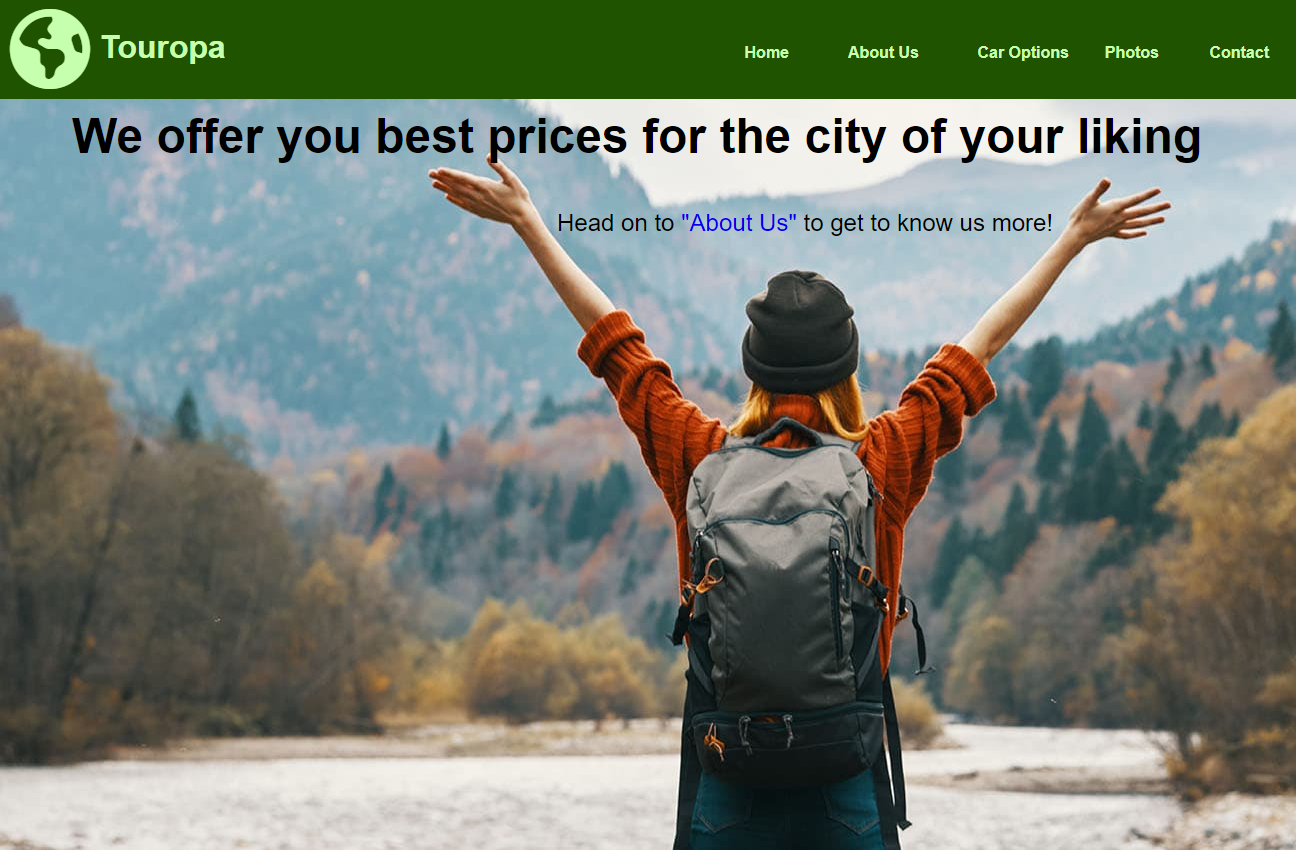 Touropa
Home About Us Car Options Photos Contact
We offer you best prices for the city of your liking
Head on to "About Us" to get to know us more!